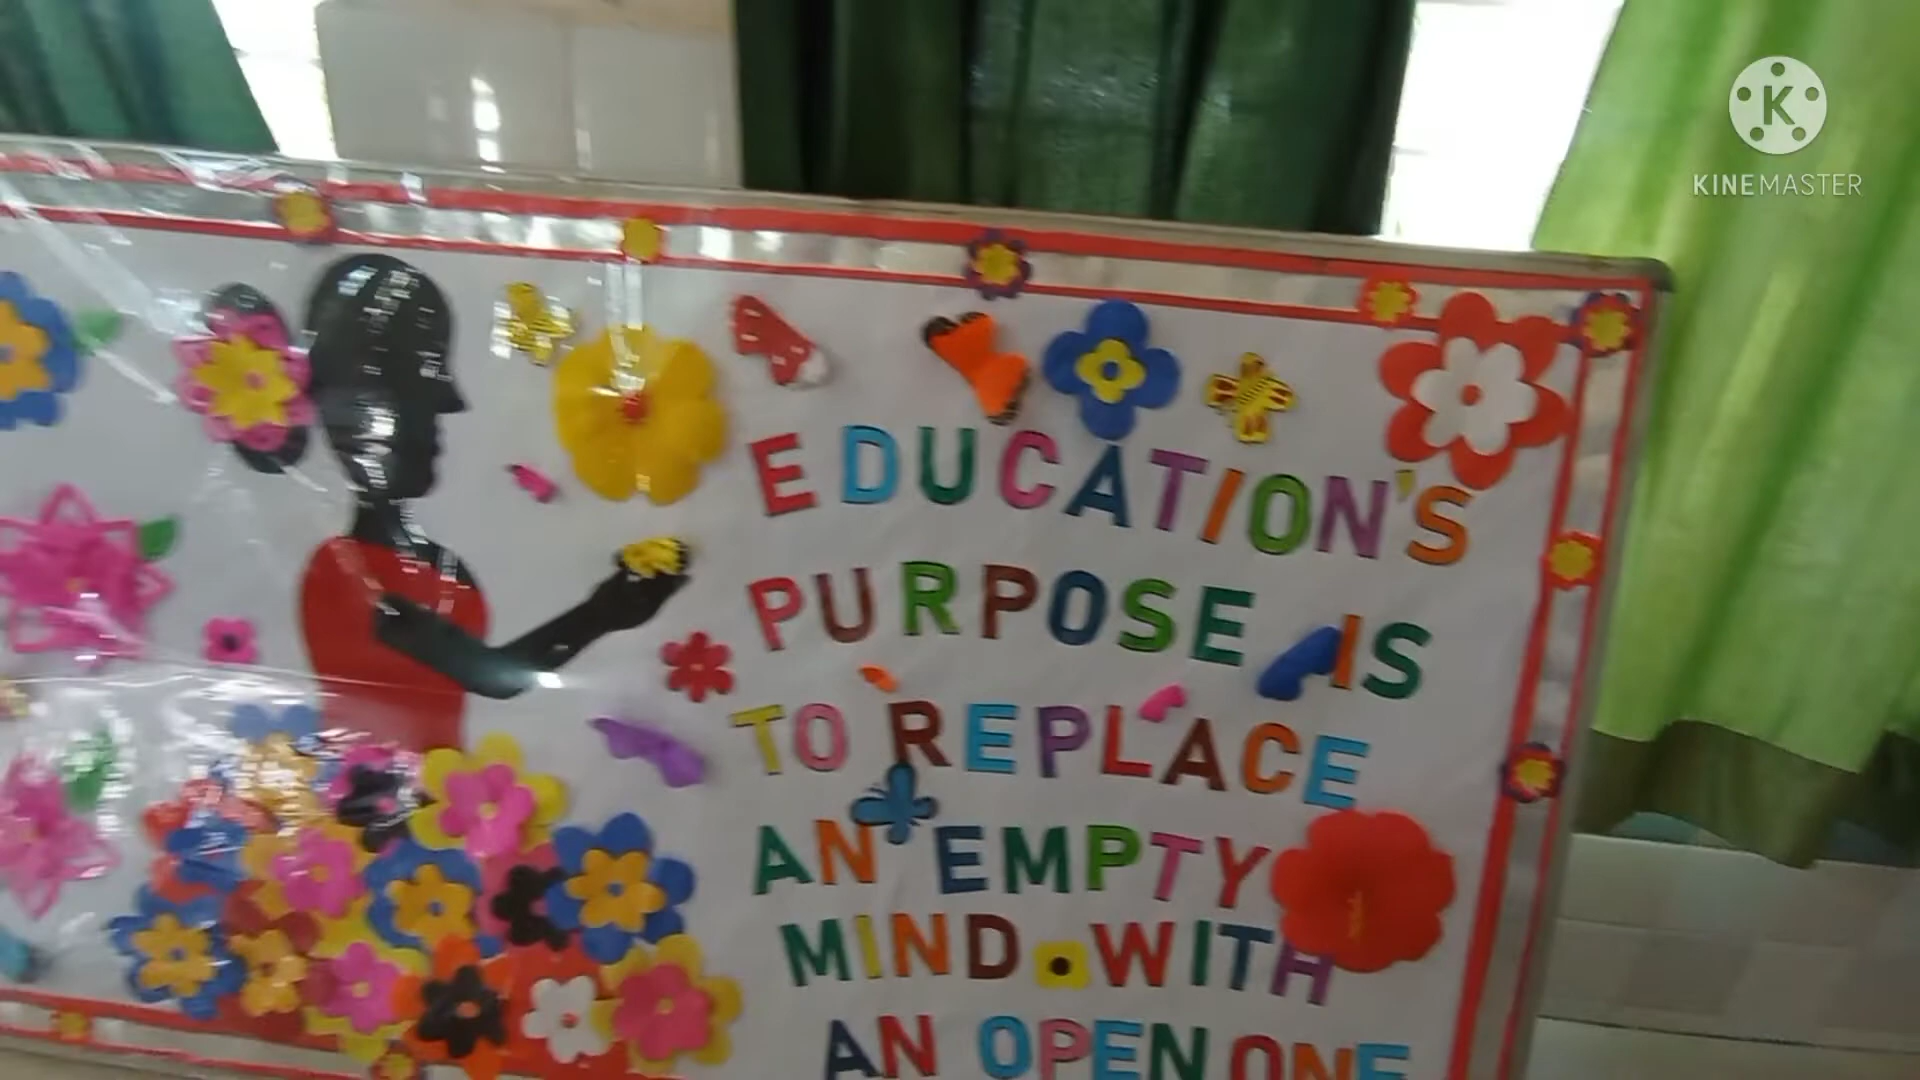 K
KINEMASTER
EDUCATION'S
PURPOSE IS
TO REPLACE
AN EMPTY
MIND WITH
AN OPEN ONE